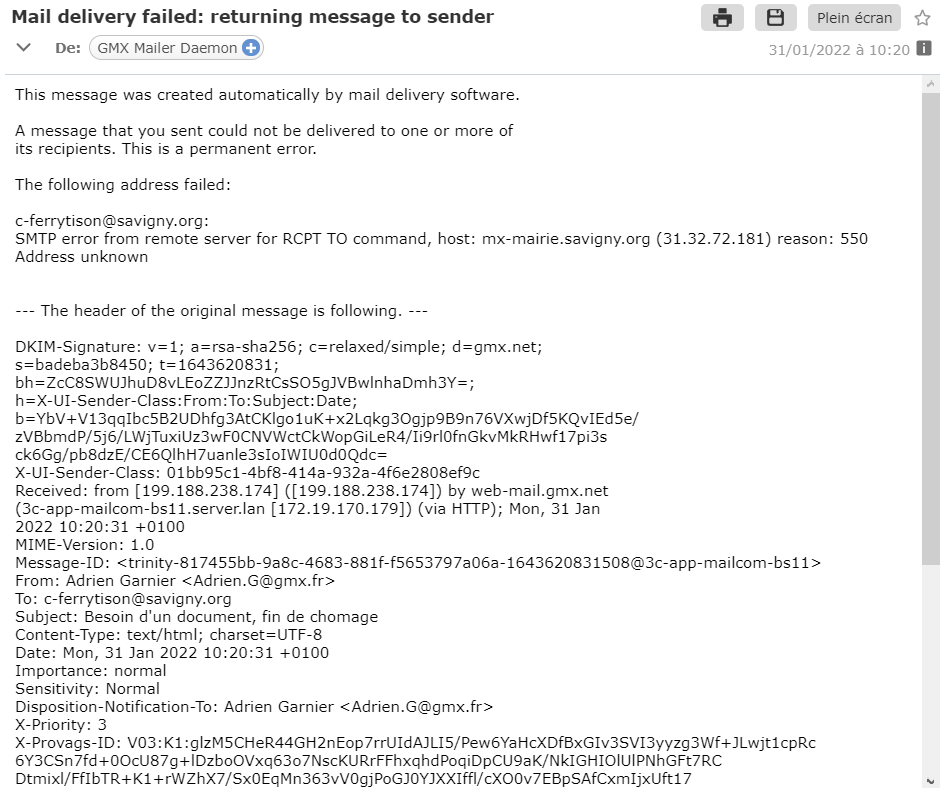 Mail delivery failed: returning message to sender
Plein écran
De: GMX Mailer Daemon
31/01/2022 à 10:20
This message was created automatically by mail delivery software.
A message that you sent could not be delivered to one or more of
its recipients. This is a permanent error.
The following address failed:
c-ferrytison@savigny.org:
SMTP error from remote server for RCPT TO command, host: mx-mairie.savigny.org (31.32.72.181) reason: 550
Address unknown
--- The header of the original message is following. ---
DKIM-Signature: v=1; a=rsa-sha256; c=relaxed/simple; d=gmx.net;
s=badeba3b8450; t=1643620831;
bh=ZcC8SWUJhuD8vLEoZZJJnzRtCsSO5gJVBwlnhaDmh3Y=;
h=X-UI-Sender-Class:From:To:Subject:Date;
b=YbV+V13qqIbc5B2UDhfg3AtCKlgo1uK+x2Lqkg3Ogjp9B9n76VXwjDf5KQvIEd5e/
zVBbmdP/5j6/LWjTuxiUz3wF0CNVWctCkWopGiLeR4/Ii9rl0fnGkvMkRHwf17pi3s
ck6Gg/pb8dzE/CE6QlhH7uanle3sIoIWIU0d0Qdc=
X-UI-Sender-Class: 01bb95c1-4bf8-414a-932a-4f6e2808ef9c
Received: from [199.188.238.174] ([199.188.238.174]) by web-mail.gmx.net
(3c-app-mailcom-bs11.server.lan [172.19.170.179]) (via HTTP); Mon, 31 Jan
2022 10:20:31 +0100
MIME-Version: 1.0
Message-ID: <trinity-817455bb-9a8c-4683-881f-f5653797a06a-1643620831508@3c-app-mailcom-bs11>
From: Adrien Garnier <Adrien.G@gmx.fr>
To: c-ferrytison@savigny.org
Subject: Besoin d'un document, fin de chomage
Content-Type: text/html; charset=UTF-8
Date: Mon, 31 Jan 2022 10:20:31 +0100
Importance: normal
Sensitivity: Normal
Disposition-Notification-To: Adrien Garnier <Adrien.G@gmx.fr>
X-Priority: 3
X-Provags-ID: V03:K1:glzM5CHeR44GH2nEop7rrUIdAJLI5/Pew6YaHcXDfBxGIv3SVI3yyzg3Wf+JLwjt1cpRc
6Y3CSn7fd+0OcU87g+lDzboOVxq63o7NscKURrFFhxqhdPoqiDpCU9aK/NkIGHIOlUlPNhGFt7RC
Dtmixl/FfIbTR+K1+rWZhX7/Sx0EqMn363vV0gjPoGJ0YJXXIffl/cXO0v7EBpSAfCxmIjxUft17